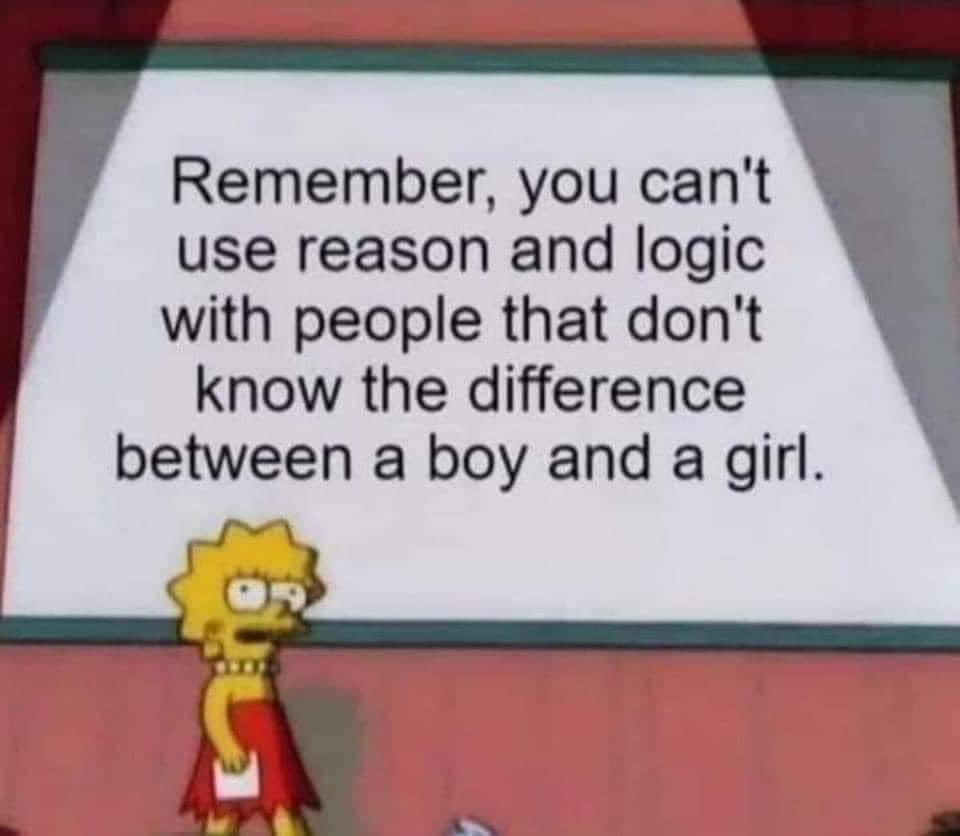 Remember, you can't
use reason and logic
with people that don't
know the difference
between a boy and a girl.